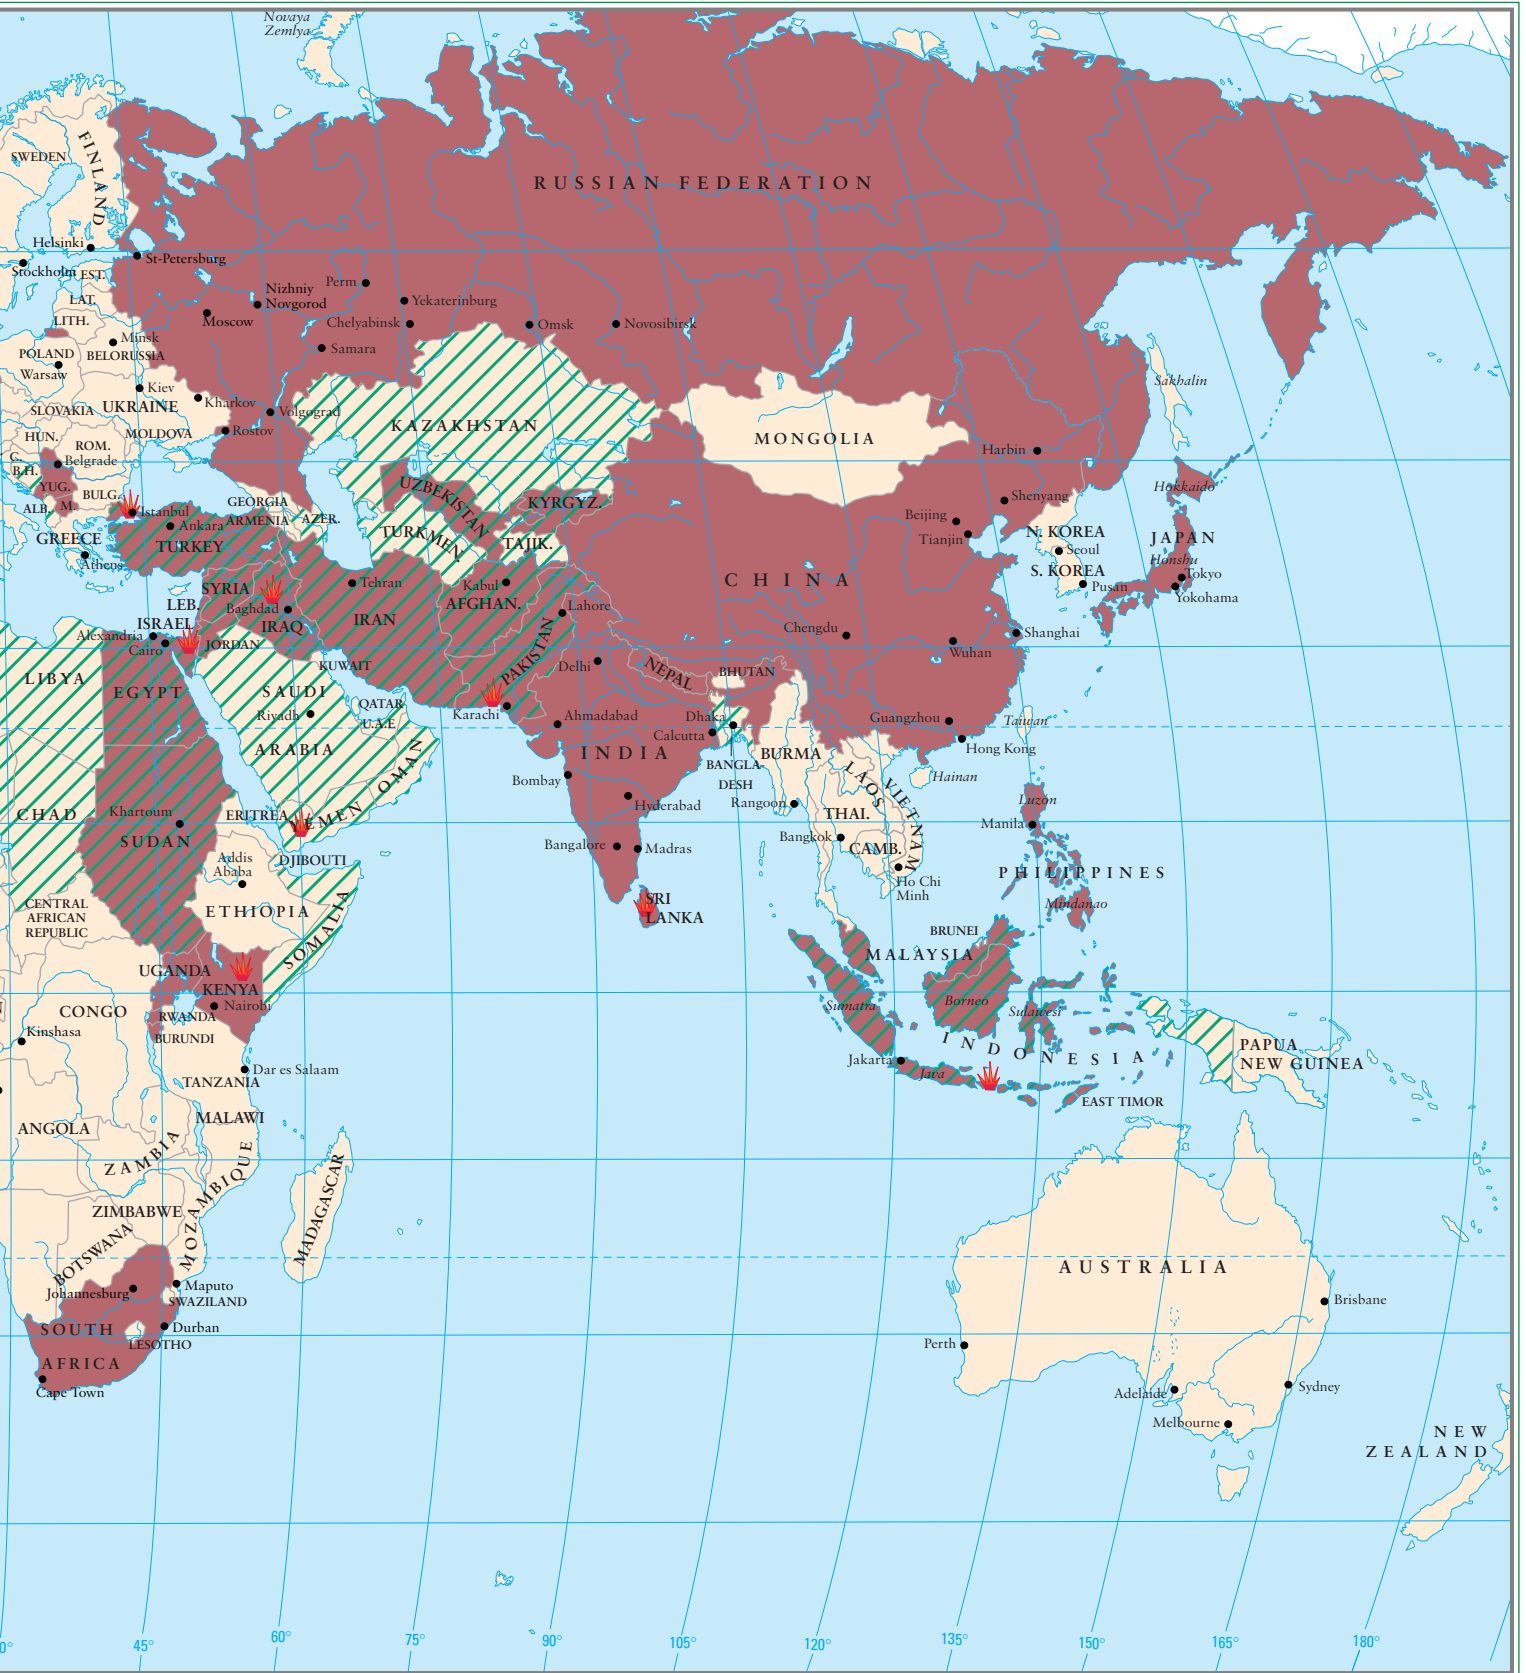 Novaya
Zemlya
FINLAND
SWEDEN
RUSSIAN FEDERATION
Helsinki
St-Petersburg
Stockholm
EST.
Perm
Nizhniy
Novgorod
Yekaterinburg
LAT.
LITH.
Moscow
Chelyabinsk
Omsk
Novosibirsk
Minsk
Samara
POLAND
BELORUSSIA
Warsaw
Sakhalin
Kiev
SLOVAKIA
UKRAINE
Kharkov
Volgograd
KAZAKHSTAN
MOLDOVA
Rostov
HUN.
ROM.
MONGOLIA
C.
Belgrade
Harbin
B.H.
YUG.
BULG.
UZBEKISTAN
Hokkaido
ALB.
M.
Istanbul
GEORGIA
KYRGYZ.
Shenyang
Ankara
ARMENIA
AZER.
Beijing
GREECE
TURKEY
TURKMEN.
TAJIK.
Tianjin
N. KOREA
JAPAN
Athens
Seoul
Honshu
S. KOREA
Tokyo
SYRIA
Tehran
Kabul
CHINA
Pusan
Yokohama
LEB.
Baghdad
AFGHAN.
Lahore
ISRAEL
IRAQ
IRAN
Chengdu
Shanghai
Alexandria
Cairo
JORDAN
PAKISTAN
Wuhan
KUWAIT
Delhi
NEPAL
BHUTAN
LIBYA
EGYPT
SAUDI
QATAR
Riyadh
Karachi
Ahmadabad
Dhaka
Guangzhou
Taiwan
U.A.E
Calcutta
ARABIA
OMAN
INDIA
BURMA
Hong Kong
BANGLA-
DESH
LAOS
Hainan
Bombay
VIETNAM
Rangoon
Luzon
CHAD
Khartoum
ERITREA
YEMEN
Hyderabad
THAI.
Manila
SUDAN
Bangalore
Madras
Bangkok
CAMB.
Addis
Ababa
DJIBOUTI
PHILIPPINES
Ho Chi
Minh
CENTRAL
AFRICAN
REPUBLIC
ETHIOPIA
SOMALIA
SRI
LANKA
Mindanao
BRUNEI
MALAYSIA
UGANDA
KENYA
Nairobi
Sumatra
Borneo
Sulawesi
CONGO
RWANDA
Kinshasa
BURUNDI
INDONESIA
PAPUA
NEW GUINEA
Dar es Salaam
Jakarta
Java
TANZANIA
EAST TIMOR
MALAWI
ANGOLA
ZAMBIA
MOZAMBIQUE
MADAGASCAR
ZIMBABWE
BOTSWANA
AUSTRALIA
Johannesburg
Maputo
SWAZILAND
Brisbane
SOUTH
AFRICA
Durban
LESOTHO
Perth
Cape Town
Adelaide
Sydney
Melbourne
NEW
ZEALAND
45°
60°
75°
90°
105°
120°
135°
150°
165°
180°